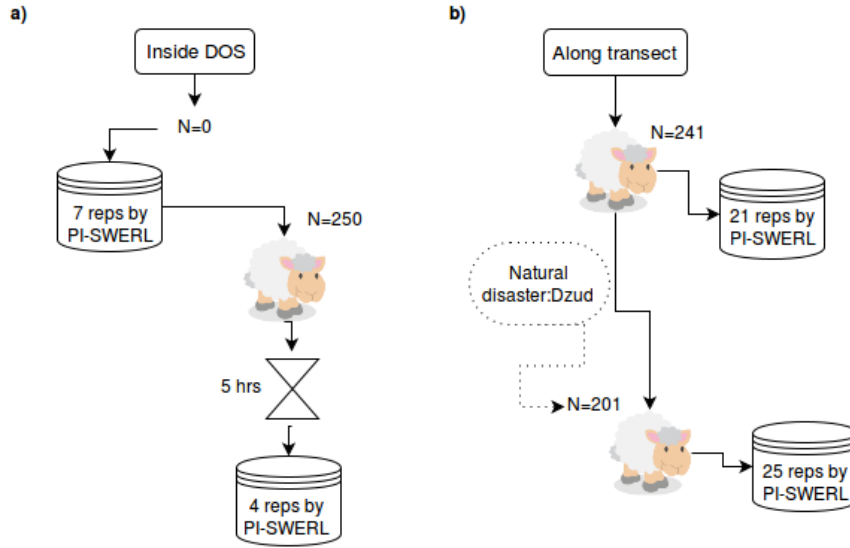 a)
Inside DOS
N=0
7 reps by
PI-SWERL
N=250
5 hrs
4 reps by
PI-SWERL
b)
Along transect
N=241
21 reps by
PI-SWERL
Natural
disaster:Dzud
N=201
25 reps by
PI-SWERL